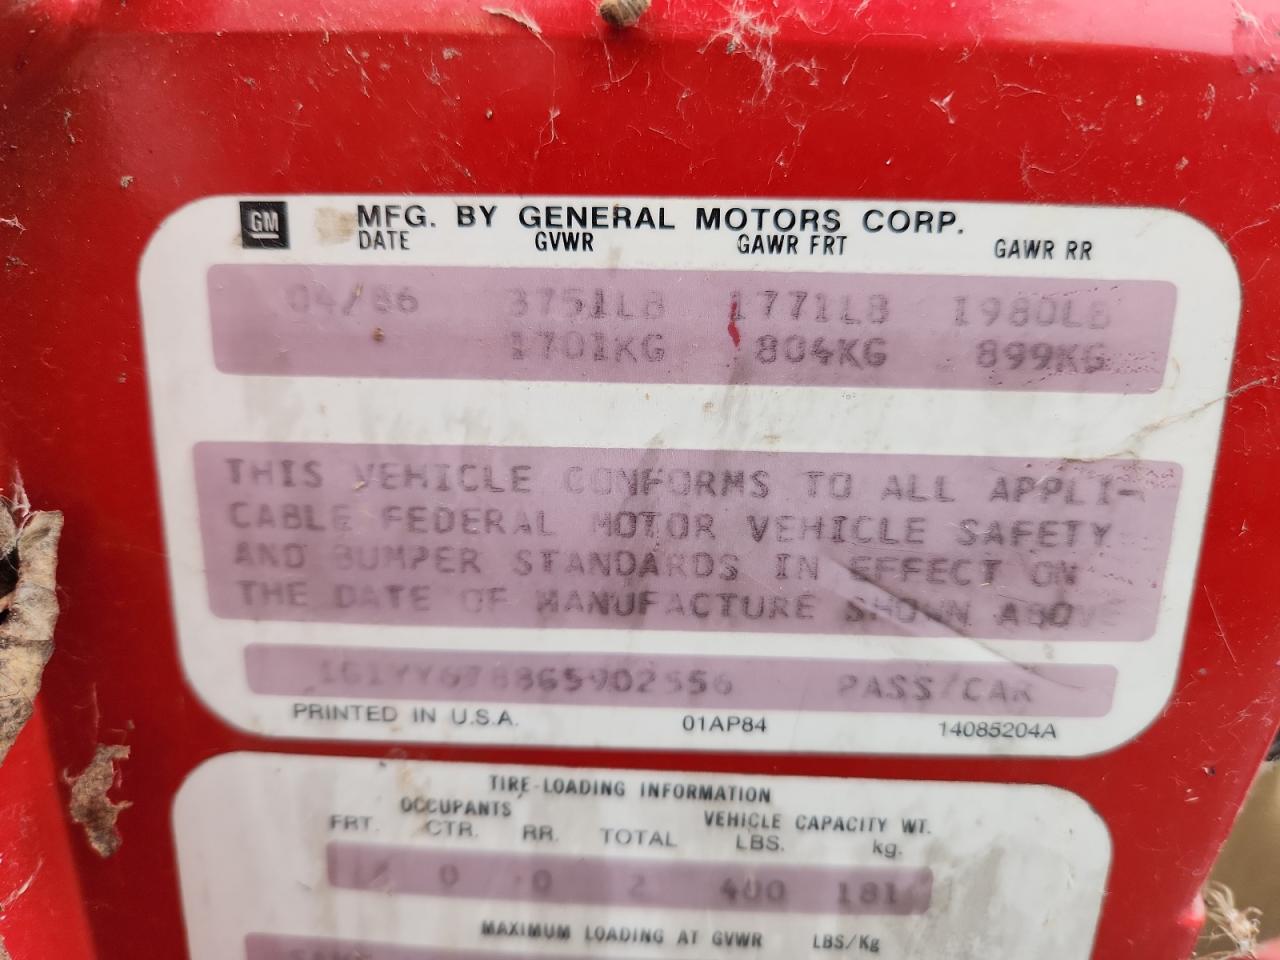 GM
MFG. BY GENERAL MOTORS CORP.
DATE GVWR GAWR FRT GAWR RR
04/86 3751LB 1771LB 1980LB
1701KG 804KG 899KG
THIS VEHICLE CONFORMS TO ALL APPLI-
CABLE FEDERAL MOTOR VEHICLE SAFETY
AND BUMPER STANDARDS IN EFFECT ON
THE DATE OF MANUFACTURE SHOWN ABOVE
PASS/CAR
PRINTED IN U.S.A. 01AP84 14085204A
TIRE-LOADING INFORMATION
OCCUPANTS VEHICLE CAPACITY WT.
FRT. CTR. RR. TOTAL LBS. kg.
0 0 2 400 181
MAXIMUM LOADING AT GVWR LBS/Kg